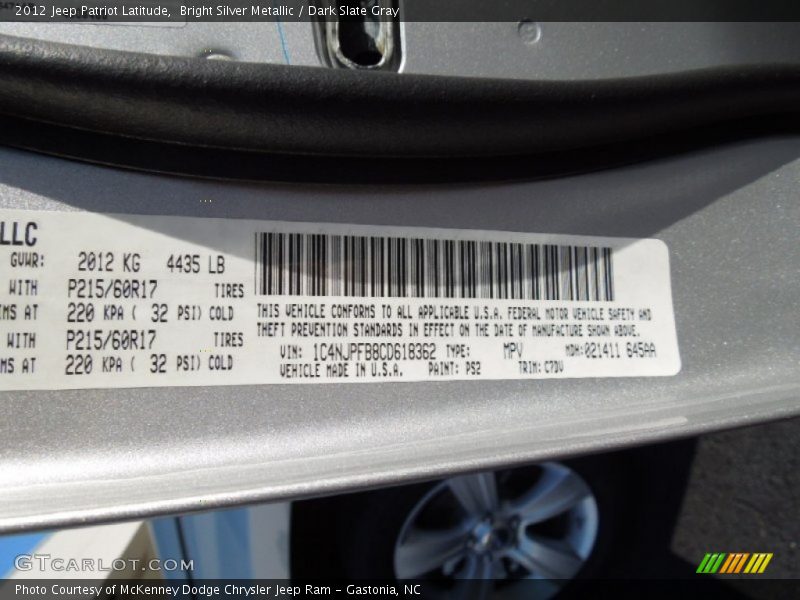 2012 Jeep Patriot Latitude, Bright Silver Metallic / Dark Slate Gray
LLC
GVWR: 2012 KG 4435 LB
WITH P215/60R17 TIRES
MS AT 220 KPA ( 32 PSI) COLD
WITH P215/60R17 TIRES
MS AT 220 KPA ( 32 PSI) COLD
THIS VEHICLE CONFORMS TO ALL APPLICABLE U.S.A. FEDERAL MOTOR VEHICLE SAFETY AND
THEFT PREVENTION STANDARDS IN EFFECT ON THE DATE OF MANUFACTURE SHOWN ABOVE.
VIN: 1C4NJPFB8CD618362 TYPE: MPV MDH:021411 645AA
VEHICLE MADE IN U.S.A. PAINT: PS2 TRIM: C7DV
GTCARLOT.COM
Photo Courtesy of McKenney Dodge Chrysler Jeep Ram - Gastonia, NC